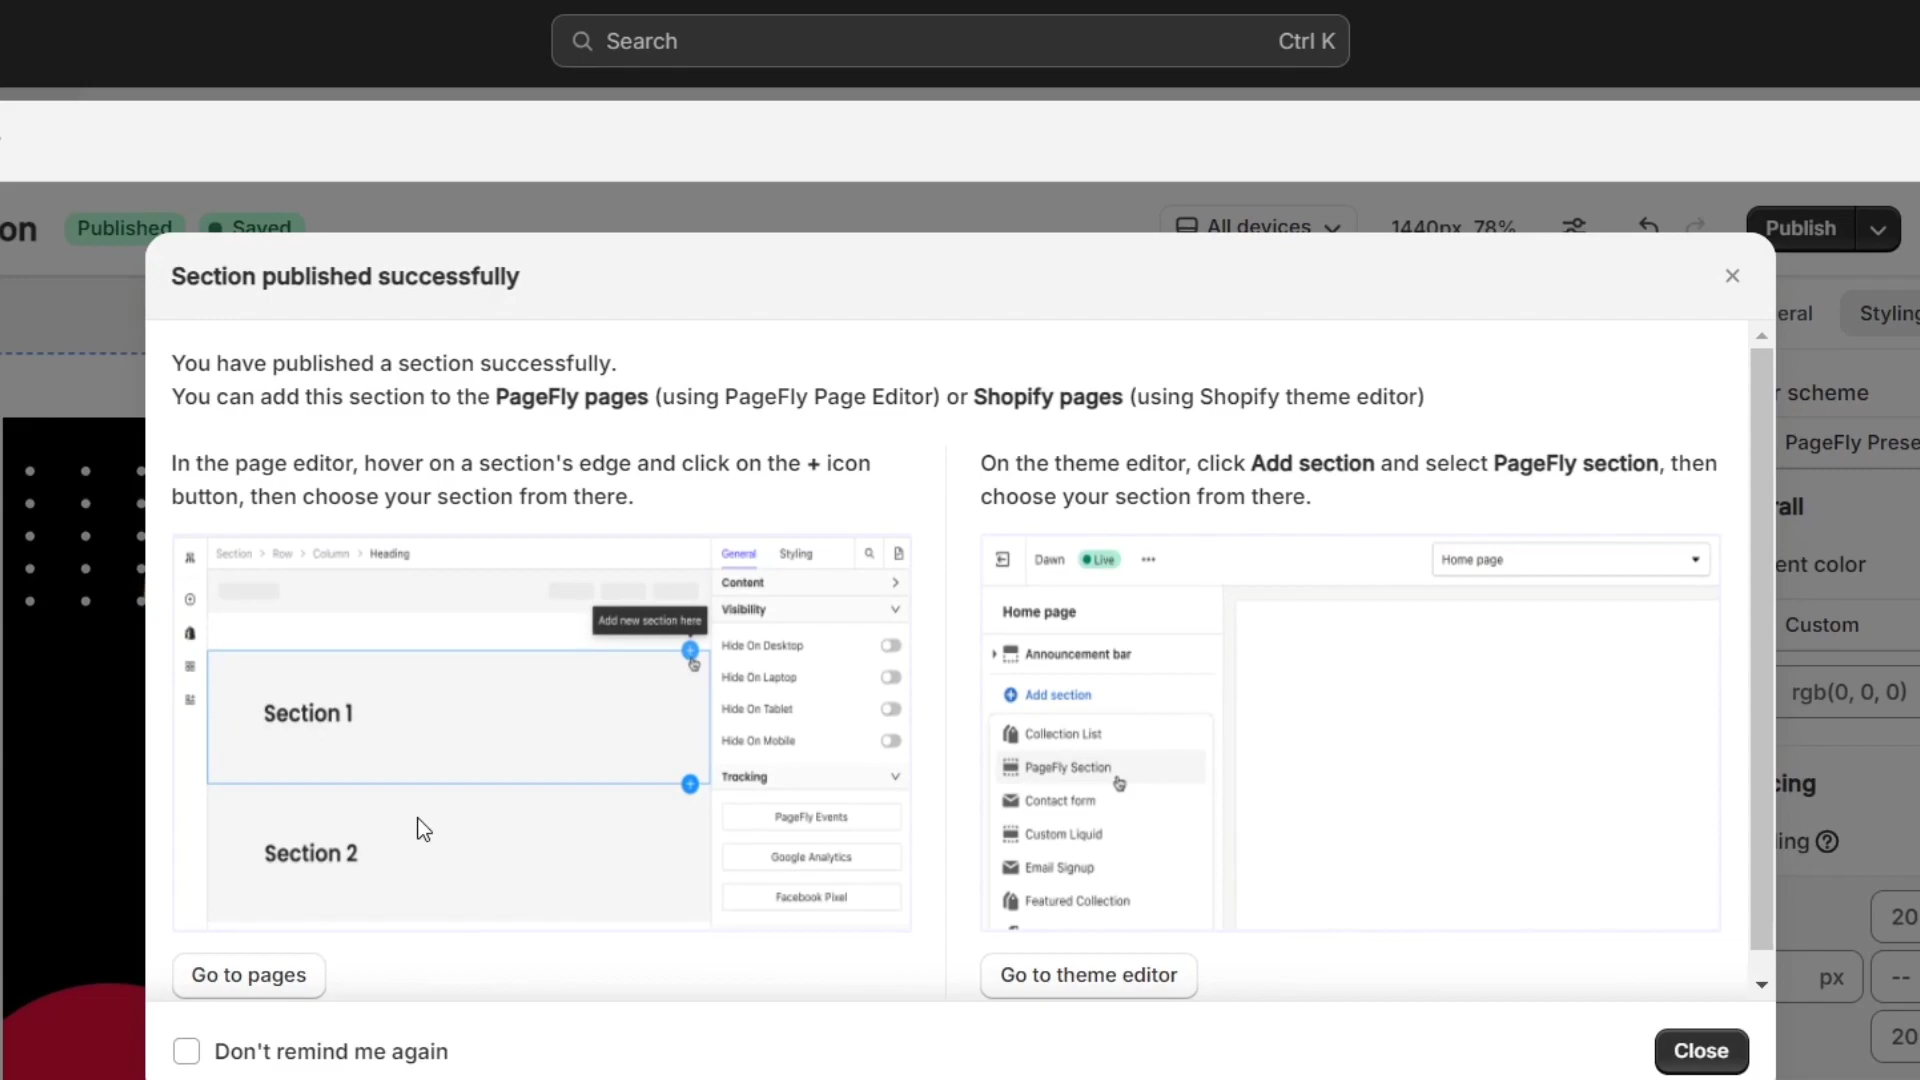 Search
Ctrl K
on
Published
Saved
All devices
1440px 78%
Publish
Section published successfully
eral
Styling
You have published a section successfully.
You can add this section to the PageFly pages (using PageFly Page Editor) or Shopify pages (using Shopify theme editor)
r scheme
PageFly Prese
In the page editor, hover on a section's edge and click on the + icon
button, then choose your section from there.
On the theme editor, click Add section and select PageFly section, then
choose your section from there.
rall
ent color
Custom
rgb(0, 0, 0)
cing
ling
20
px
--
20
Section > Row > Column > Heading
General
Styling
Content
Visibility
Add new section here
Hide On Desktop
Hide On Laptop
Hide On Tablet
Hide On Mobile
Tracking
PageFly Events
Google Analytics
Facebook Pixel
Section 1
Section 2
Dawn
Live
Home page
Home page
Announcement bar
Add section
Collection List
PageFly Section
Contact form
Custom Liquid
Email Signup
Featured Collection
Go to pages
Go to theme editor
Don't remind me again
Close